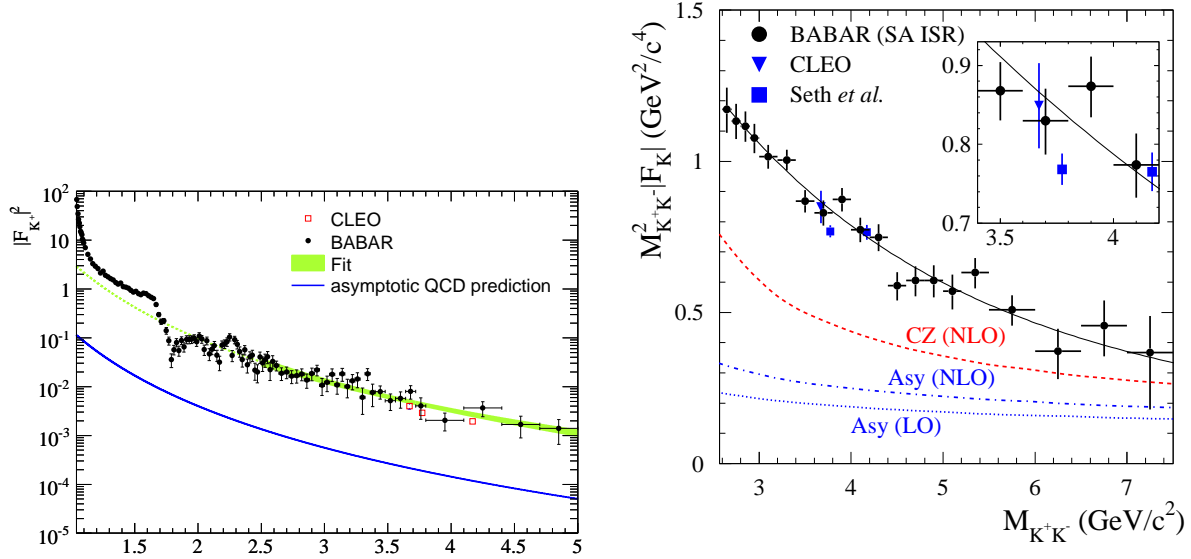 |F_{K^+}|^2
10^2
10
1
10^{-1}
10^{-2}
10^{-3}
10^{-4}
10^{-5}
CLEO
BABAR
Fit
asymptotic QCD prediction
1.5 2 2.5 3 3.5 4 4.5 5
M^2_{K^+K^-}|F_K| (GeV^2/c^4)
1.5
1
0.5
0
BABAR (SA ISR)
CLEO
Seth et al.
0.9
0.8
0.7
3.5 4
CZ (NLO)
Asy (NLO)
Asy (LO)
3 4 5 6 7
M_{K^+K^-} (GeV/c^2)